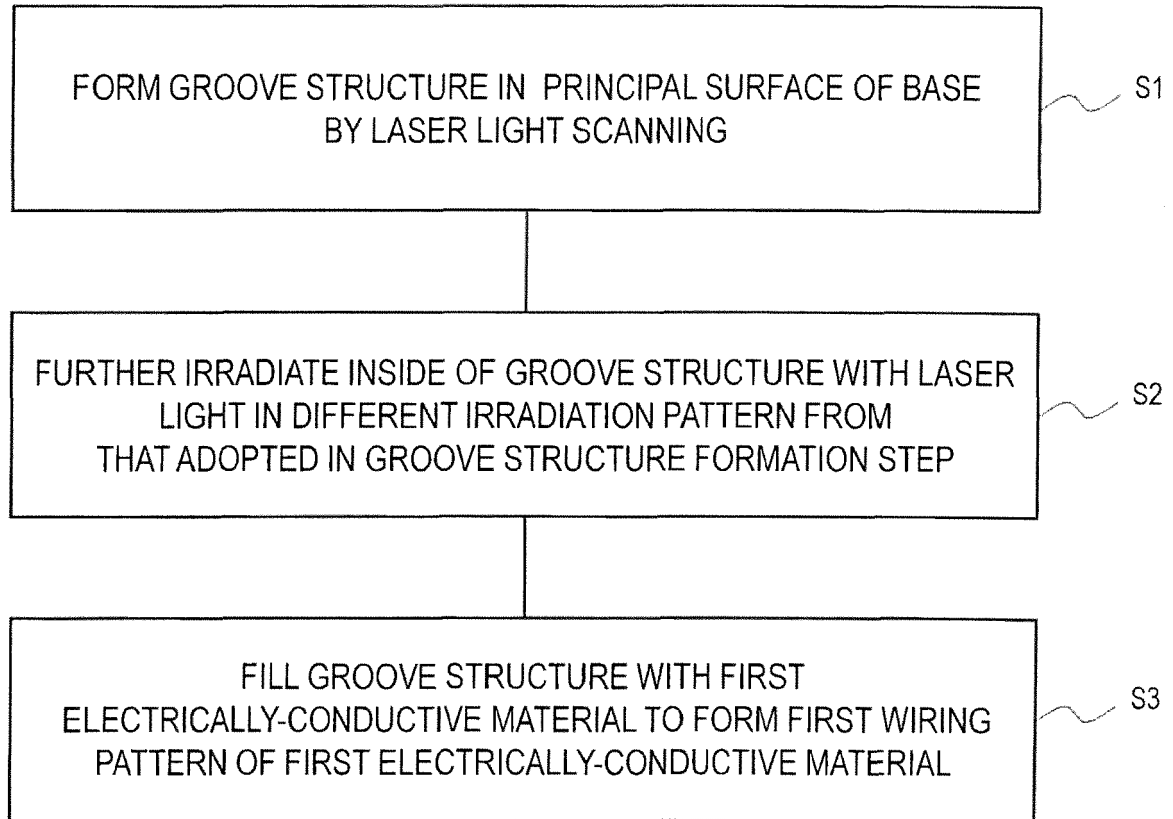 FORM GROOVE STRUCTURE IN PRINCIPAL SURFACE OF BASE
BY LASER LIGHT SCANNING
S1
FURTHER IRRADIATE INSIDE OF GROOVE STRUCTURE WITH LASER
LIGHT IN DIFFERENT IRRADIATION PATTERN FROM
THAT ADOPTED IN GROOVE STRUCTURE FORMATION STEP
S2
FILL GROOVE STRUCTURE WITH FIRST
ELECTRICALLY-CONDUCTIVE MATERIAL TO FORM FIRST WIRING
PATTERN OF FIRST ELECTRICALLY-CONDUCTIVE MATERIAL
S3